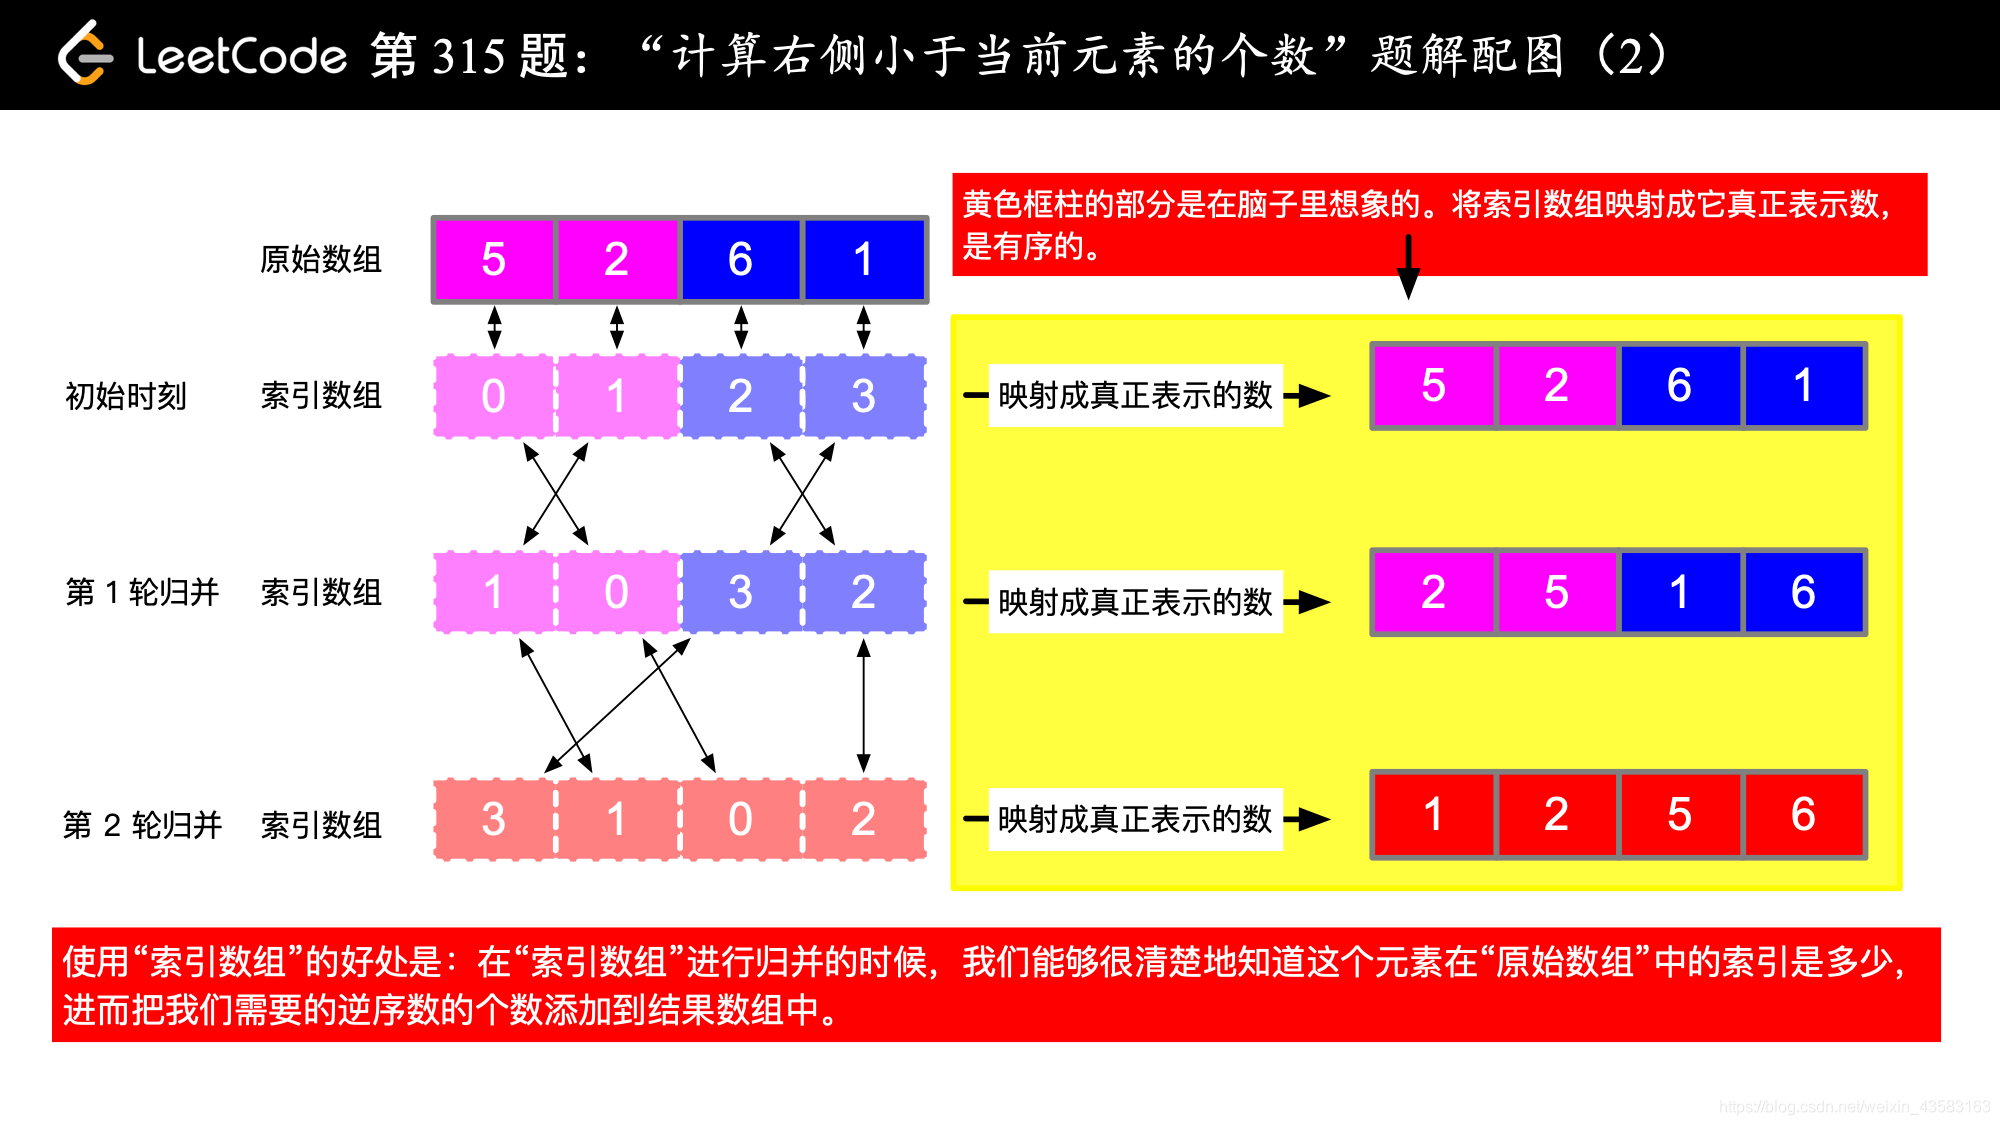 LeetCode 第 315 题：“计算右侧小于当前元素的个数”题解配图（2）
黄色框柱的部分是在脑子里想象的。将索引数组映射成它真正表示数，
是有序的。
原始数组 5 2 6 1
初始时刻 索引数组 0 1 2 3 映射成真正表示的数 5 2 6 1
第 1 轮归并 索引数组 1 0 3 2 映射成真正表示的数 2 5 1 6
第 2 轮归并 索引数组 3 1 0 2 映射成真正表示的数 1 2 5 6
使用“索引数组”的好处是：在“索引数组”进行归并的时候，我们能够很清楚地知道这个元素在“原始数组”中的索引是多少，
进而把我们需要的逆序数的个数添加到结果数组中。
https://blog.csdn.net/weixin_43583163